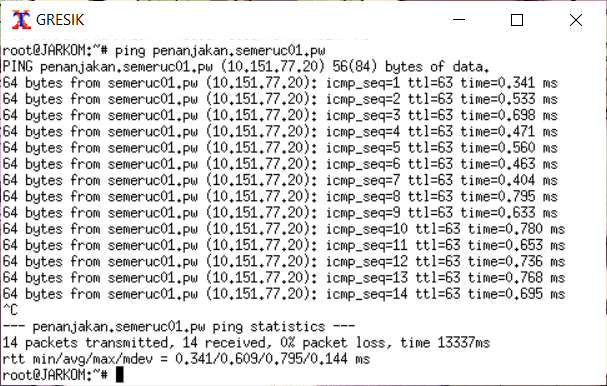 GRESIK
root@JARKOM:~# ping penanjakan.semeruc01.pw
PING penanjakan.semeruc01.pw (10.151.77.20) 56(84) bytes of data.
64 bytes from semeruc01.pw (10.151.77.20): icmp_seq=1 ttl=63 time=0.341 ms
64 bytes from semeruc01.pw (10.151.77.20): icmp_seq=2 ttl=63 time=0.533 ms
64 bytes from semeruc01.pw (10.151.77.20): icmp_seq=3 ttl=63 time=0.698 ms
64 bytes from semeruc01.pw (10.151.77.20): icmp_seq=4 ttl=63 time=0.471 ms
64 bytes from semeruc01.pw (10.151.77.20): icmp_seq=5 ttl=63 time=0.560 ms
64 bytes from semeruc01.pw (10.151.77.20): icmp_seq=6 ttl=63 time=0.463 ms
64 bytes from semeruc01.pw (10.151.77.20): icmp_seq=7 ttl=63 time=0.404 ms
64 bytes from semeruc01.pw (10.151.77.20): icmp_seq=8 ttl=63 time=0.795 ms
64 bytes from semeruc01.pw (10.151.77.20): icmp_seq=9 ttl=63 time=0.633 ms
64 bytes from semeruc01.pw (10.151.77.20): icmp_seq=10 ttl=63 time=0.780 ms
64 bytes from semeruc01.pw (10.151.77.20): icmp_seq=11 ttl=63 time=0.653 ms
64 bytes from semeruc01.pw (10.151.77.20): icmp_seq=12 ttl=63 time=0.736 ms
64 bytes from semeruc01.pw (10.151.77.20): icmp_seq=13 ttl=63 time=0.768 ms
64 bytes from semeruc01.pw (10.151.77.20): icmp_seq=14 ttl=63 time=0.695 ms
^C
--- penanjakan.semeruc01.pw ping statistics ---
14 packets transmitted, 14 received, 0% packet loss, time 13337ms
rtt min/avg/max/mdev = 0.341/0.609/0.795/0.144 ms
root@JARKOM:~#